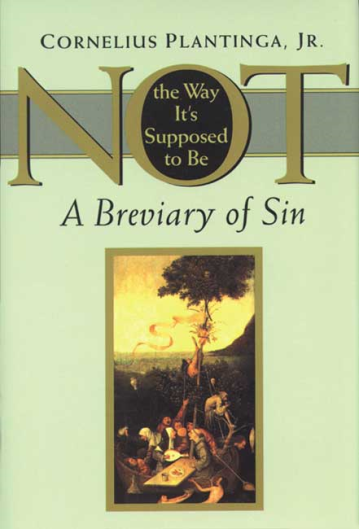 CORNELIUS PLANTINGA, JR.
NOT
the Way
It's
Supposed
to Be
A Breviary of Sin